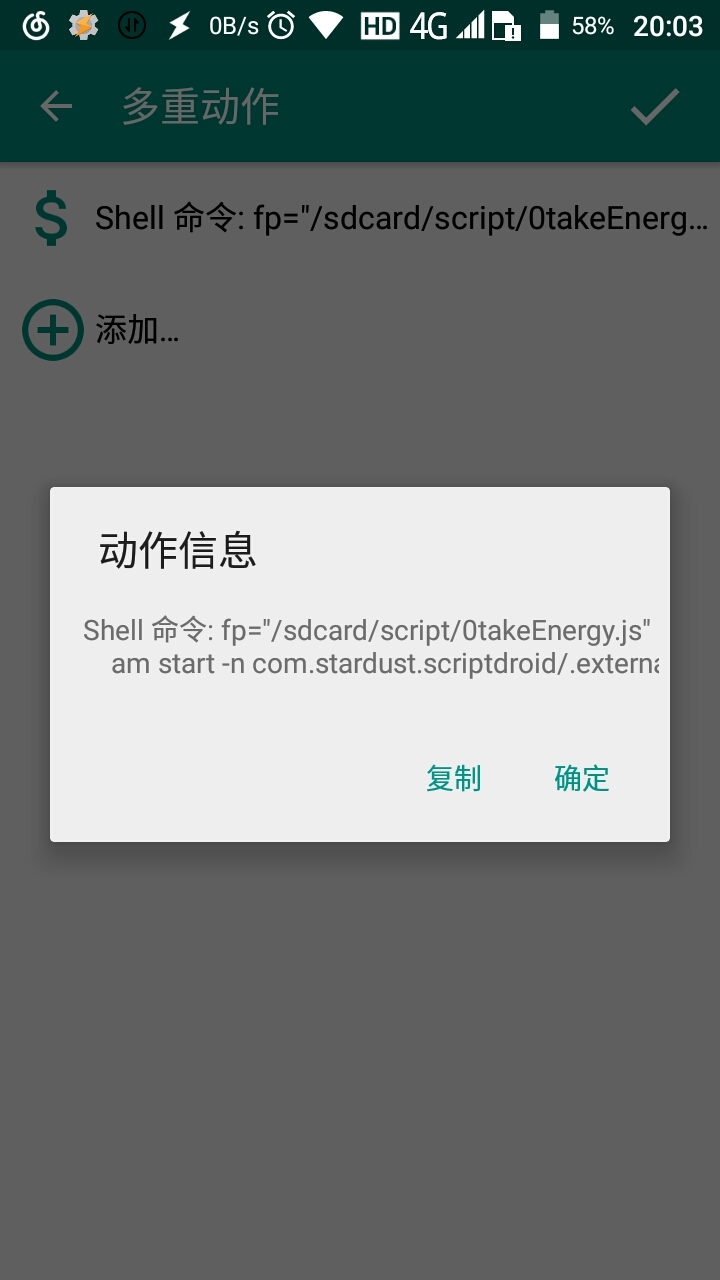 0B/s HD 4G 58% 20:03
多重动作
Shell 命令: fp="/sdcard/script/0takeEnerg...
添加...
动作信息
Shell 命令: fp="/sdcard/script/0takeEnergy.js"
am start -n com.stardust.scriptdroid/.externa
复制 确定